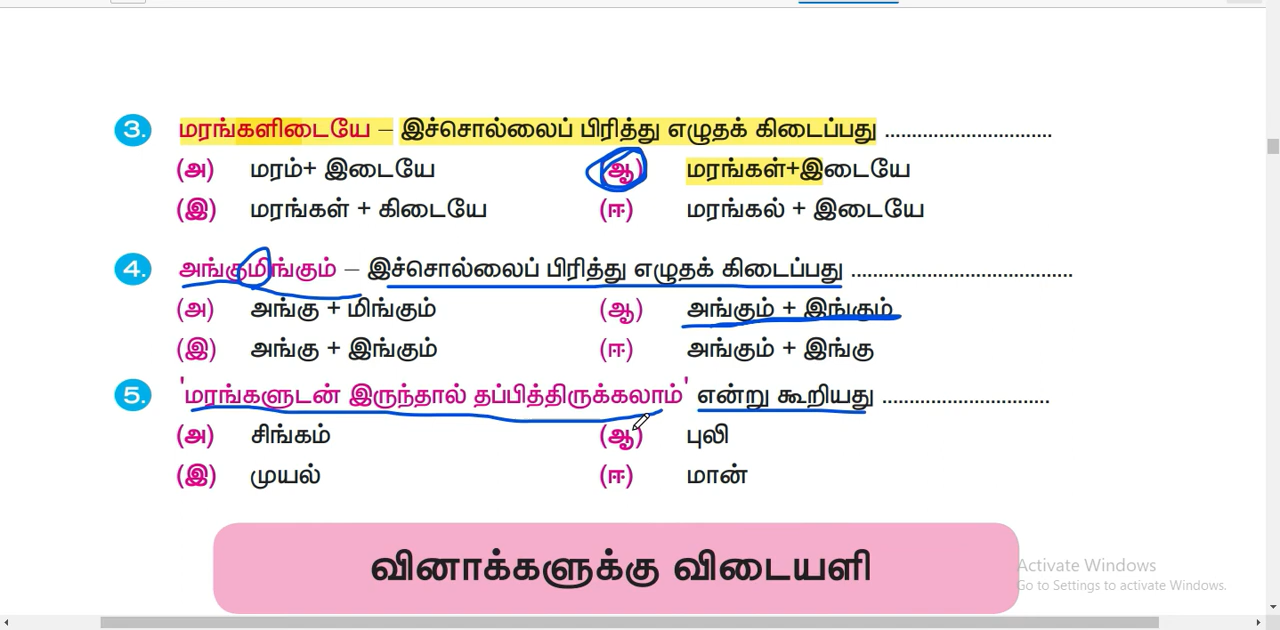 3. மரங்களிடையே – இச்சொல்லைப் பிரித்து எழுதக் கிடைப்பது ..............................
(அ) மரம்+ இடையே (ஆ) மரங்கள்+இடையே
(இ) மரங்கள் + கிடையே (ஈ) மரங்கல் + இடையே
4. அங்குமிங்கும் – இச்சொல்லைப் பிரித்து எழுதக் கிடைப்பது ........................................
(அ) அங்கு + மிங்கும் (ஆ) அங்கும் + இங்கும்
(இ) அங்கு + இங்கும் (ஈ) அங்கும் + இங்கு
5. 'மரங்களுடன் இருந்தால் தப்பித்திருக்கலாம்' என்று கூறியது ..............................
(அ) சிங்கம் (ஆ) புலி
(இ) முயல் (ஈ) மான்
வினாக்களுக்கு விடையளி
Activate Windows
Go to Settings to activate Windows.